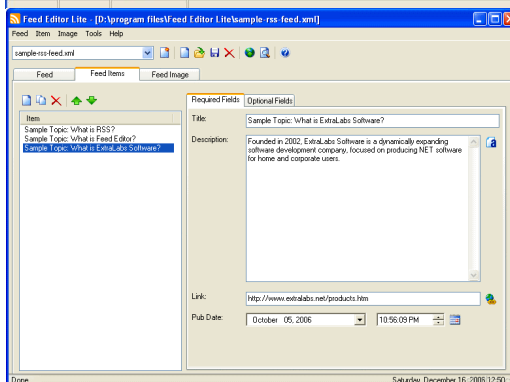 Feed Editor Lite - [D:\program files\Feed Editor Lite\sample-rss-feed.xml]
Feed Item Image Tools Help
sample-rss-feed.xml
Feed Feed Items Feed Image
Required Fields Optional Fields
Item
Sample Topic: What is RSS?
Sample Topic: What is Feed Editor?
Sample Topic: What is ExtraLabs Software?
Title: Sample Topic: What is ExtraLabs Software?
Description: Founded in 2002, ExtraLabs Software is a dynamically expanding
software development company, focused on producing NET software
for home and corporate users.
Link: http://www.extralabs.net/products.htm
Pub Date: October 05, 2006 10:56:09 PM
Done Saturday, December 16, 2006 12:50